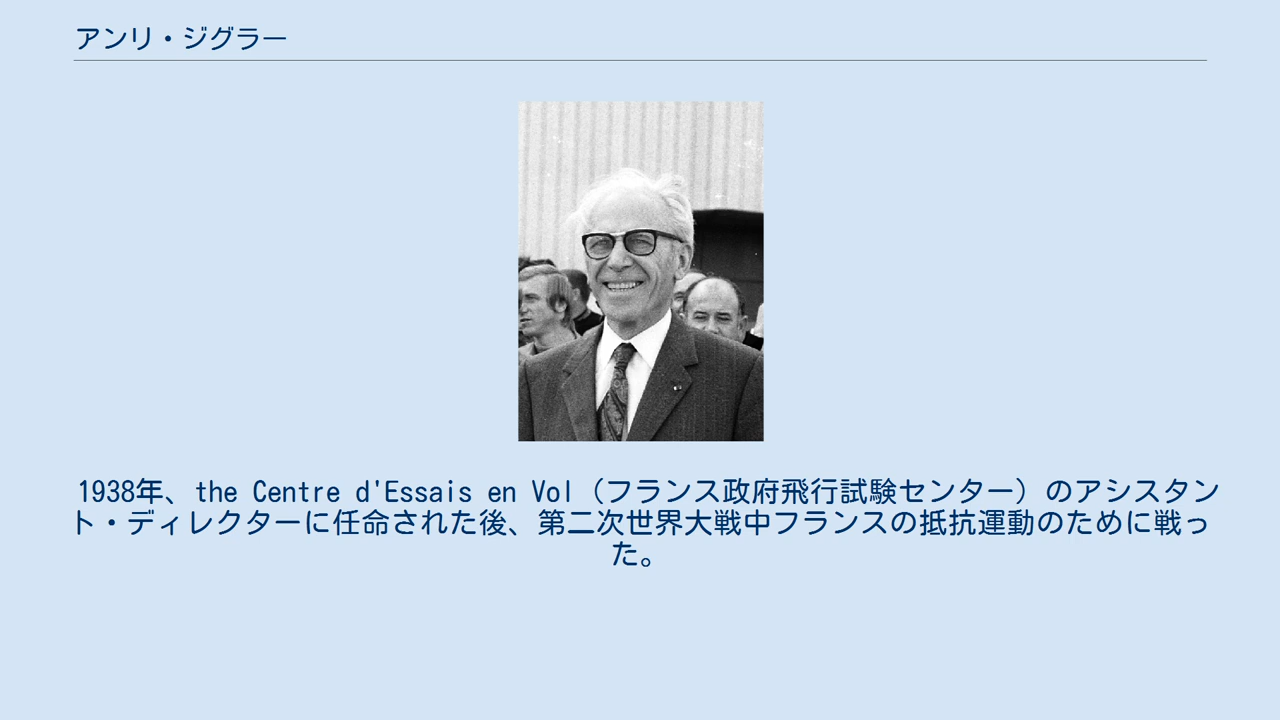 アンリ・ジグラー
1938年、the Centre d'Essais en Vol（フランス政府飛行試験センター）のアシスタン
ト・ディレクターに任命された後、第二次世界大戦中フランスの抵抗運動のために戦っ
た。